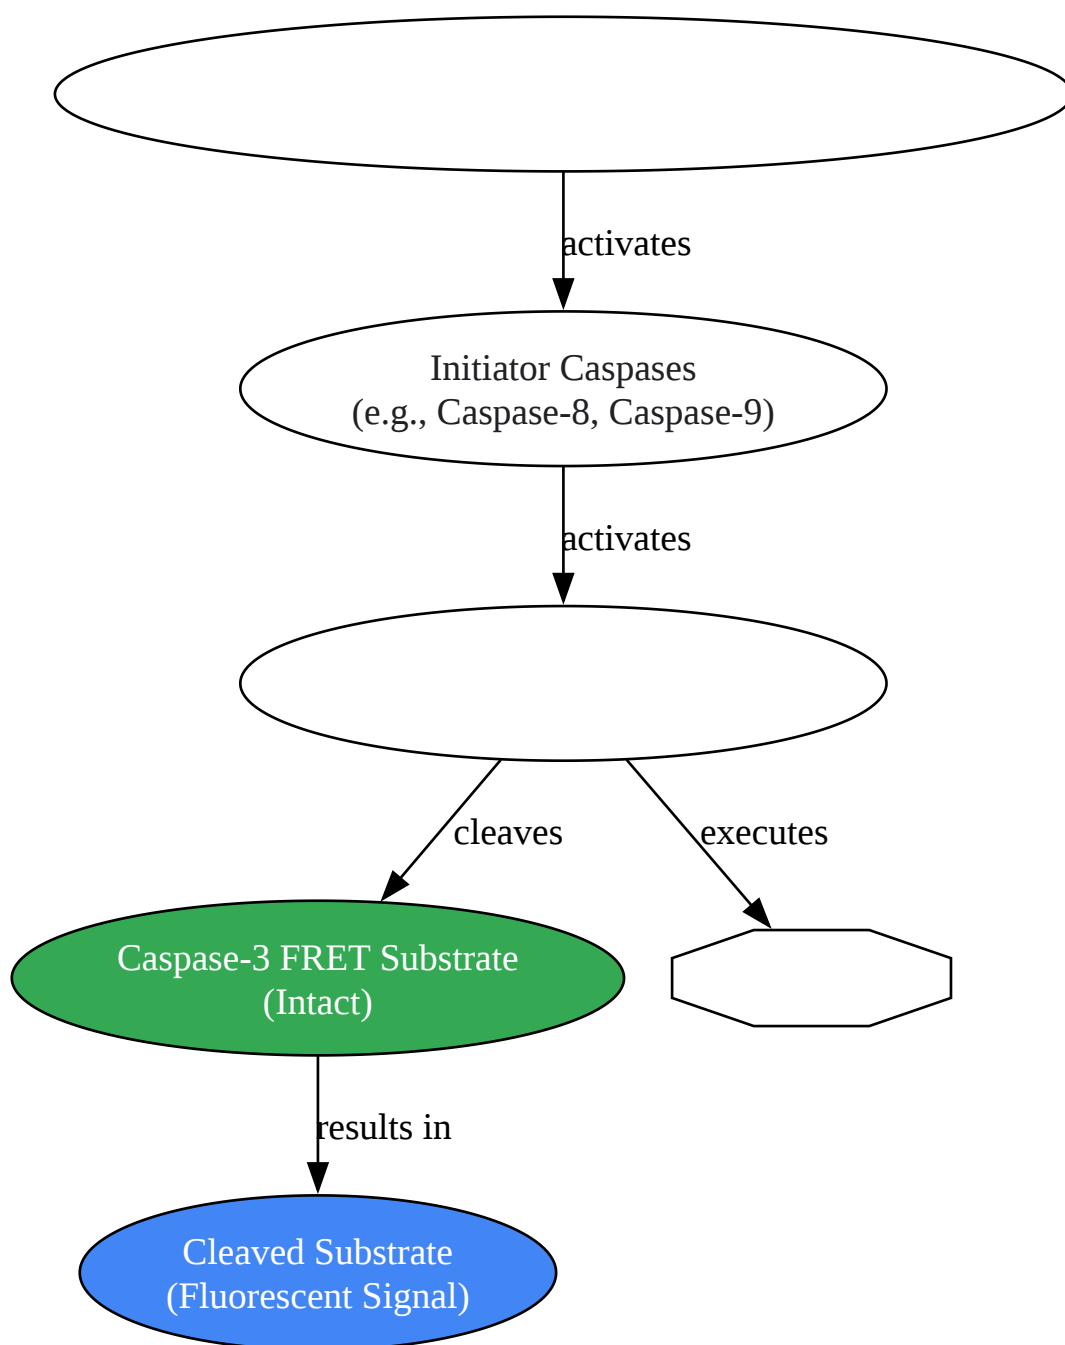 activates
Initiator Caspases
(e.g., Caspase-8, Caspase-9)
activates
cleaves
executes
Caspase-3 FRET Substrate
(Intact)
results in
Cleaved Substrate
(Fluorescent Signal)